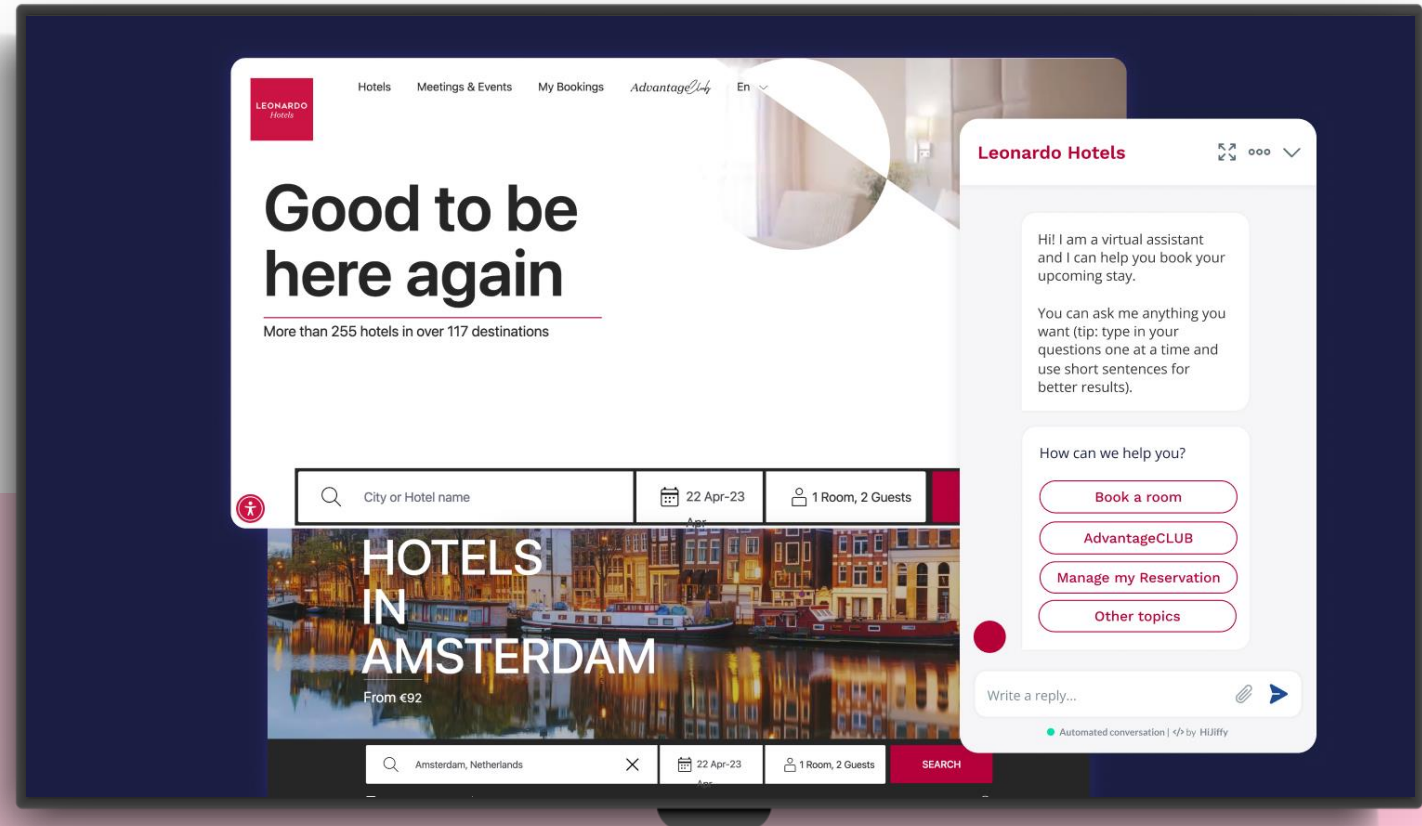 LEONARDO
Hotels
Hotels
Meetings & Events
My Bookings
AdvantageClub
En
Good to be
here again
More than 255 hotels in over 117 destinations
City or Hotel name
22 Apr-23
Apr
1 Room, 2 Guests
HOTELS
IN
AMSTERDAM
From €92
Amsterdam, Netherlands
22 Apr-23
Apr
1 Room, 2 Guests
SEARCH
Leonardo Hotels
Hi! I am a virtual assistant
and I can help you book your
upcoming stay.
You can ask me anything you
want (tip: type in your
questions one at a time and
use short sentences for
better results).
How can we help you?
Book a room
AdvantageCLUB
Manage my Reservation
Other topics
Write a reply...
Automated conversation | </> by HiJiffy